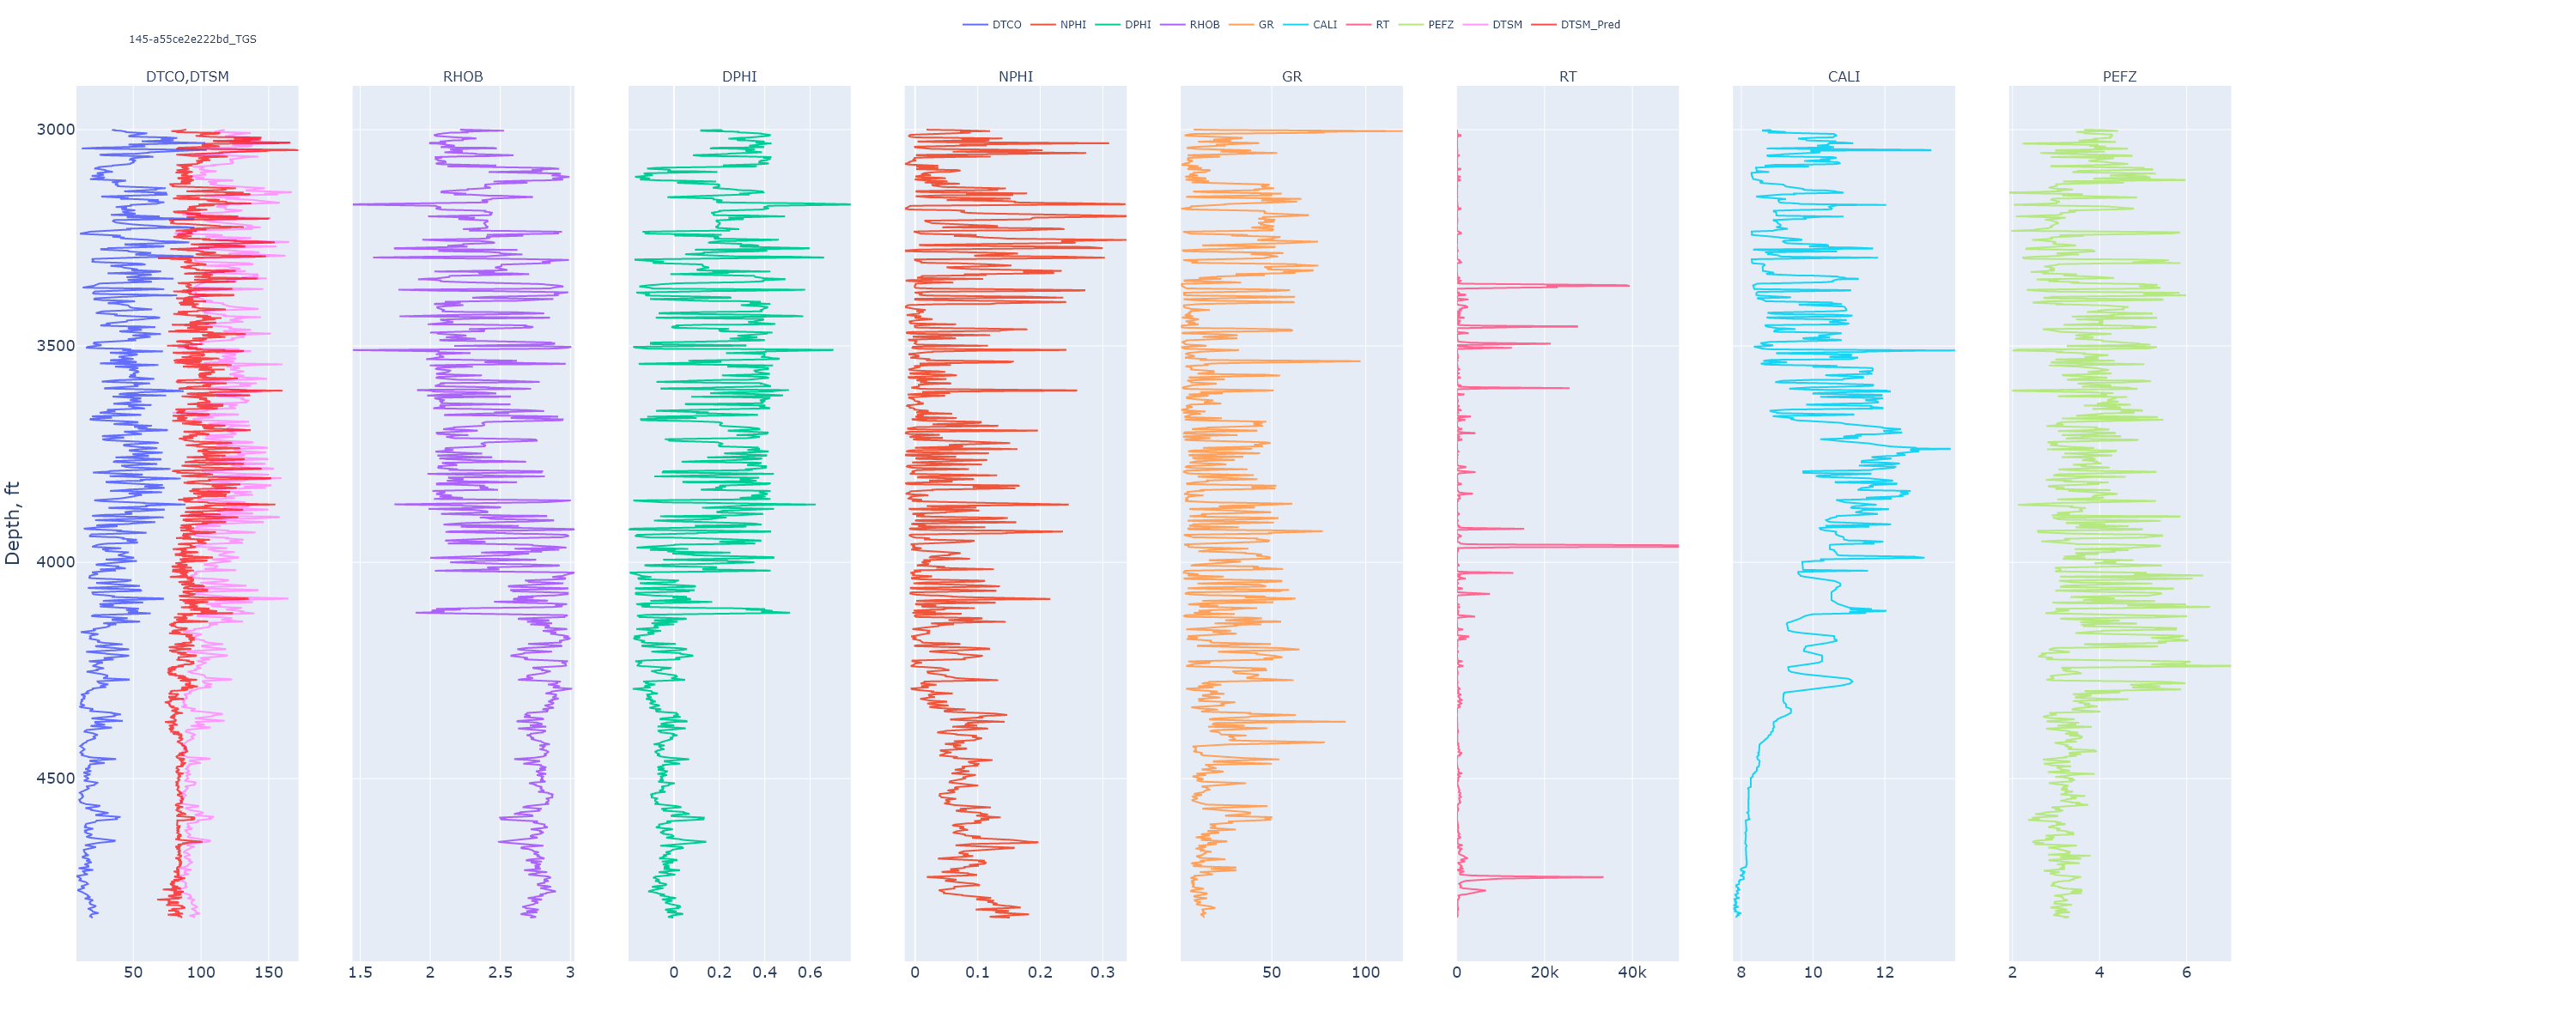 DTCO NPHI DPHI RHOB GR CALI RT PEFZ DTSM DTSM_Pred
145-a55ce2e222bd_TGS
DTCO,DTSM RHOB DPHI NPHI GR RT CALI PEFZ
3000
3500
4000
4500
Depth, ft
50 100 150 1.5 2 2.5 3 0 0.2 0.4 0.6 0 0.1 0.2 0.3 50 100 0 20k 40k 8 10 12 2 4 6